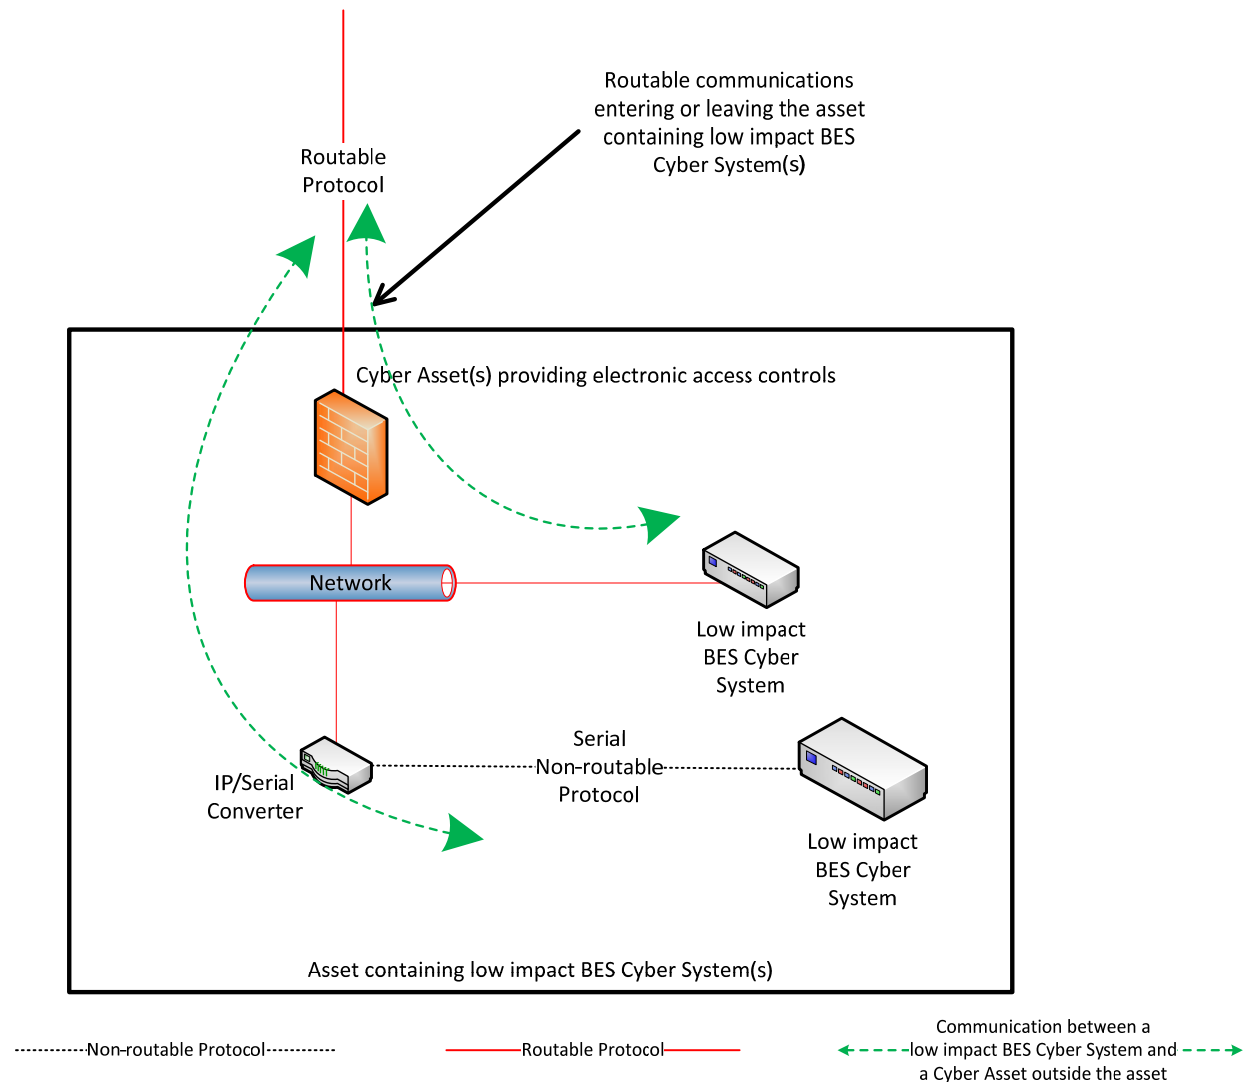 Routable communications
entering or leaving the asset
containing low impact BES
Cyber System(s)
Routable
Protocol
Cyber Asset(s) providing electronic access controls
Network
Low impact
BES Cyber
System
Serial
Non-routable
Protocol
IP/Serial
Converter
Low impact
BES Cyber
System
Asset containing low impact BES Cyber System(s)
Non-routable Protocol
Routable Protocol
Communication between a
low impact BES Cyber System and
a Cyber Asset outside the asset